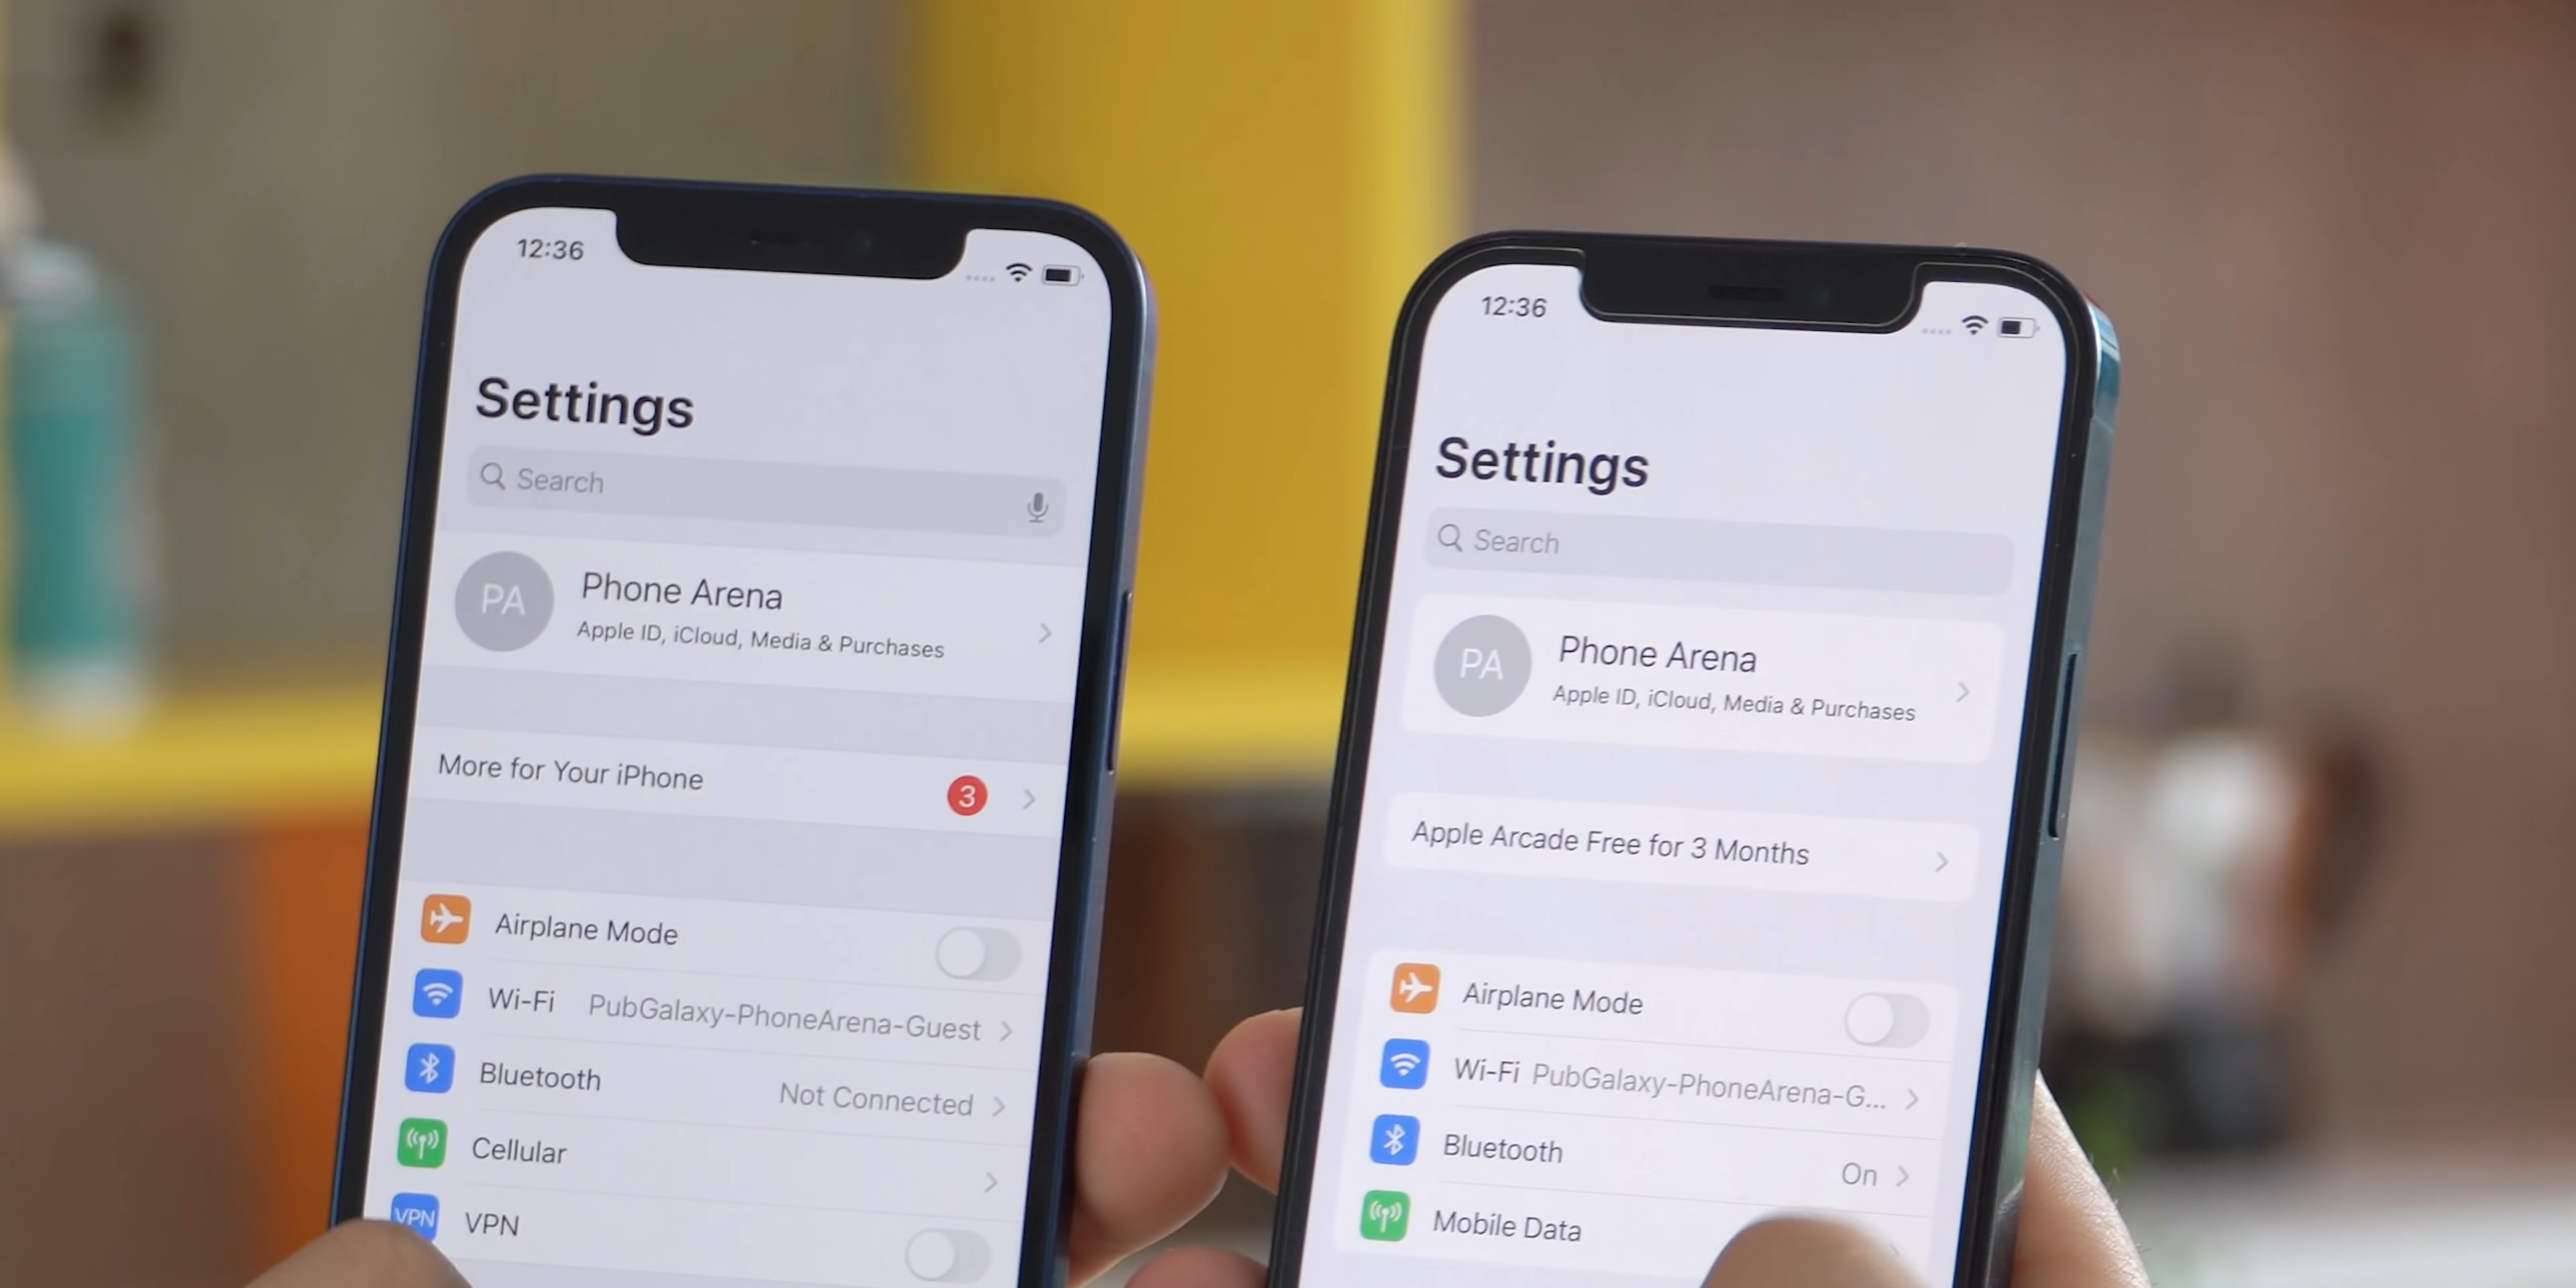 12:36
Settings
Search
PA
Phone Arena
Apple ID, iCloud, Media & Purchases
More for Your iPhone
3
Airplane Mode
Wi-Fi PubGalaxy-PhoneArena-Guest
Bluetooth Not Connected
Cellular
VPN VPN
12:36
Settings
Search
PA
Phone Arena
Apple ID, iCloud, Media & Purchases
Apple Arcade Free for 3 Months
Airplane Mode
Wi-Fi PubGalaxy-PhoneArena-G...
Bluetooth On
Mobile Data